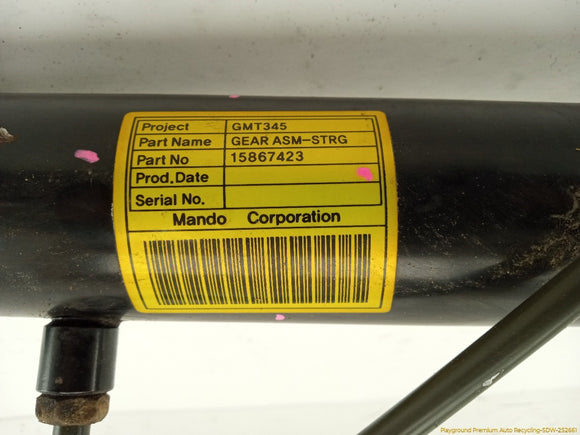 Project GMT345
Part Name GEAR ASM-STRG
Part No 15867423
Prod.Date
Serial No.
Mando Corporation
Playground Premium Auto Recycling-SDW-252661